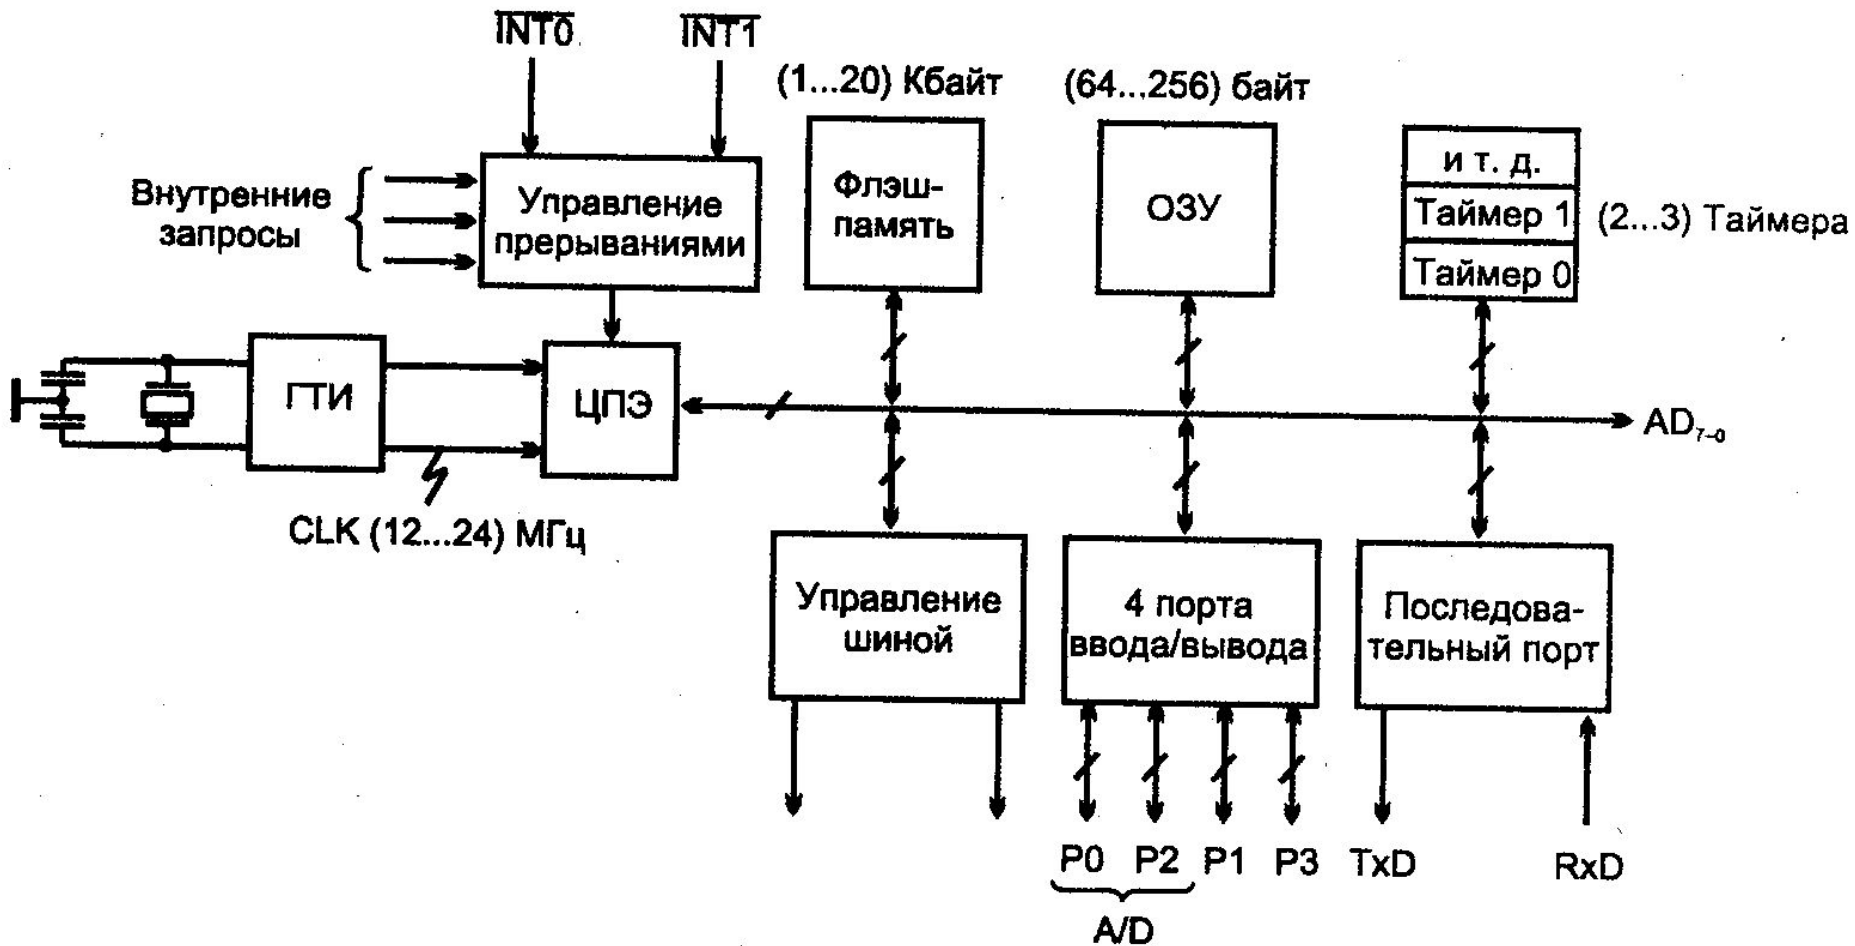 INT0 INT1
(1...20) Кбайт
(64...256) байт
Внутренние
запросы
Управление
прерываниями
Флэш-
память
ОЗУ
и т. д.
Таймер 1
Таймер 0
(2...3) Таймера
ГТИ
ЦПЭ
AD7–0
CLK (12...24) МГц
Управление
шиной
4 порта
ввода/вывода
Последова-
тельный порт
P0 P2 P1 P3 TxD RxD
A/D